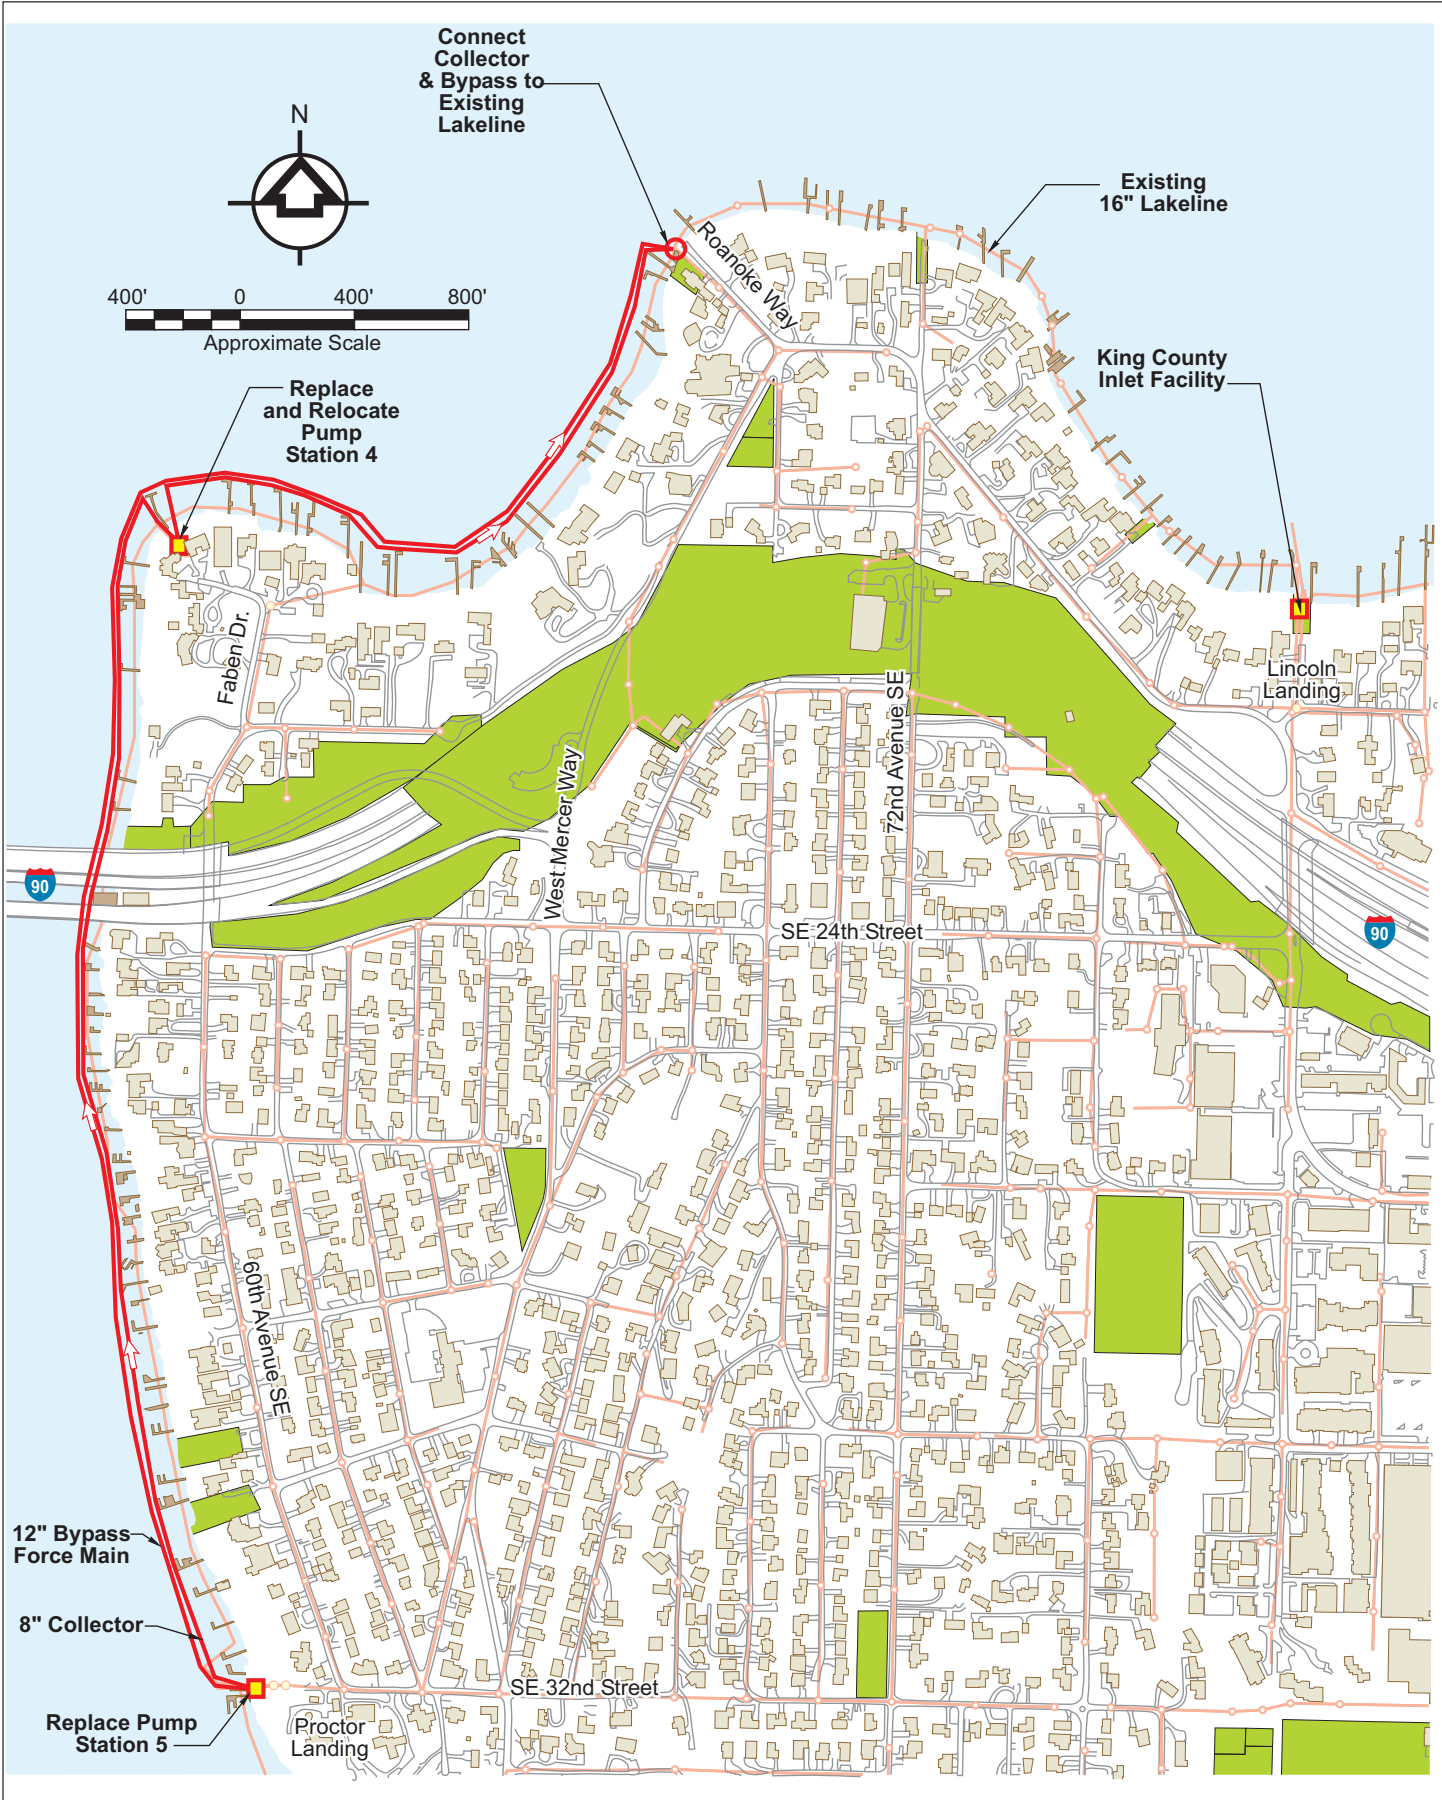 Connect
Collector
& Bypass to
Existing
Lakeline
N
Existing
16" Lakeline
Roanoke Way
400' 0 400' 800'
Approximate Scale
King County
Inlet Facility
Replace
and Relocate
Pump
Station 4
Faben Dr.
Lincoln
Landing
72nd Avenue SE
West Mercer Way
90
SE 24th Street
90
60th Avenue SE
12" Bypass
Force Main
8" Collector
SE 32nd Street
Replace Pump
Station 5
Proctor
Landing